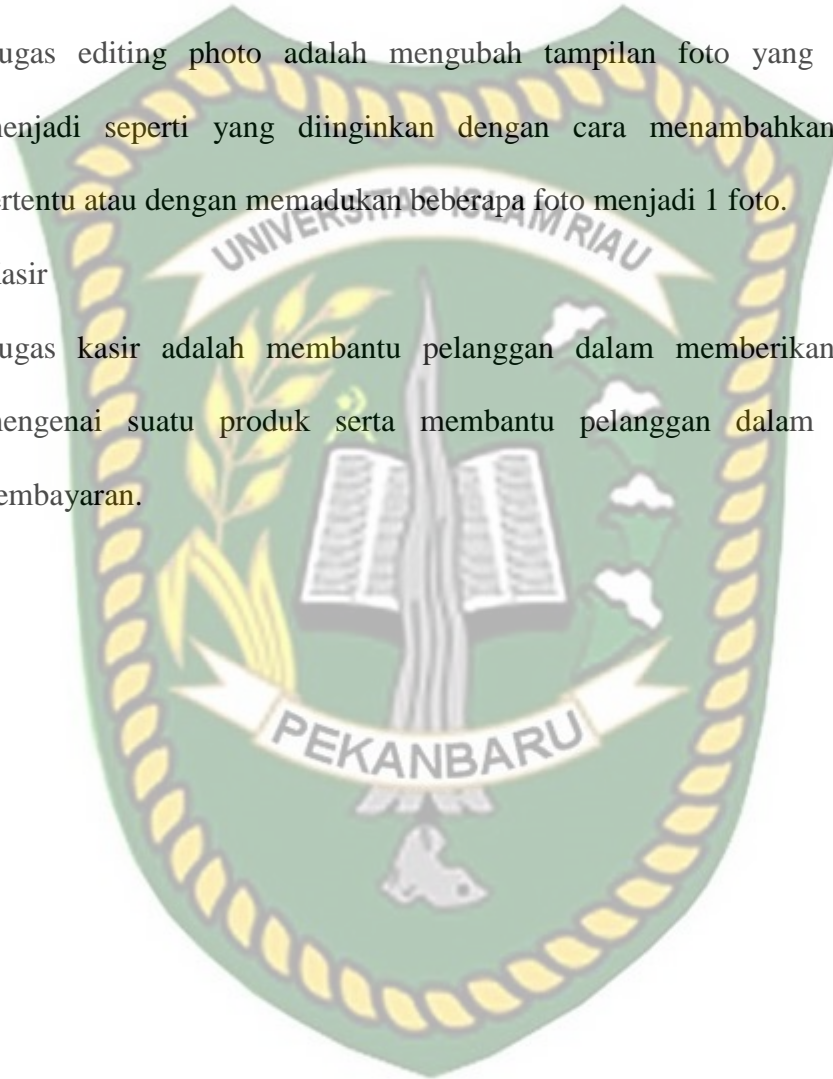 ugas editing photo adalah mengubah tampilan foto yang
enjadi seperti yang diinginkan dengan cara menambahkan
ertentu atau dengan memadukan beberapa foto menjadi 1 foto.
UNIVERSITAS ISLAM RIAU
asir
ugas kasir adalah membantu pelanggan dalam memberikan
engenai suatu produk serta membantu pelanggan dalam
embayaran.
PEKANBARU